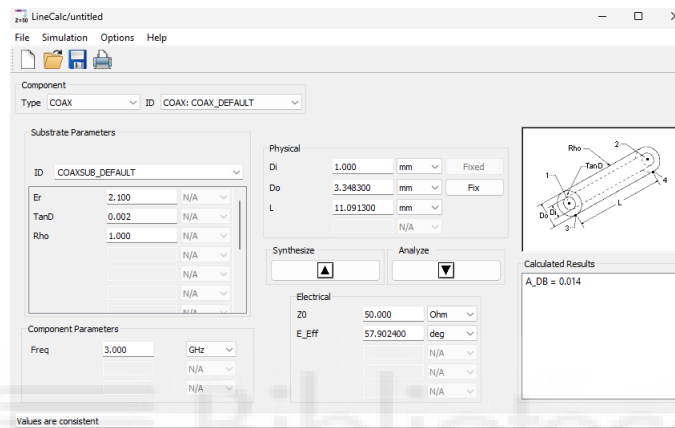 LineCalc/untitled
File Simulation Options Help
Component
Type COAX ID COAX: COAX_DEFAULT
Substrate Parameters
ID COAXSUB_DEFAULT
Er 2.100 N/A
TanD 0.002 N/A
Rho 1.000 N/A
N/A
N/A
N/A
N/A
Component Parameters
Freq 3.000 GHz
N/A
N/A
Physical
Di 1.000 mm Fixed
Do 3.348300 mm Fix
L 11.091300 mm
N/A
Synthesize Analyze
Electrical
Z0 50.000 Ohm
E_Eff 57.902400 deg
N/A
N/A
N/A
Rho 2
TanD
1 4
Do Di L
3
Calculated Results
A_DB = 0.014
Values are consistent